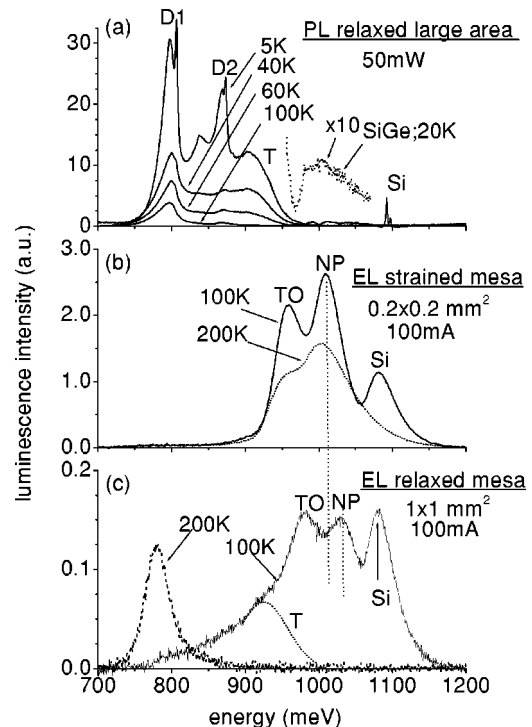 (a)
D1
PL relaxed large area
50mW
D2
5K
40K
60K
100K
T
x10
SiGe;20K
Si
30
20
10
0
luminescence intensity (a.u.)
(b)
EL strained mesa
0.2x0.2 mm²
100mA
TO
NP
100K
200K
Si
3.0
2.0
1.0
0.0
(c)
EL relaxed mesa
1x1 mm²
100mA
TO
NP
200K
100K
T
Si
0.2
0.1
0.0
700 800 900 1000 1100 1200
energy (meV)